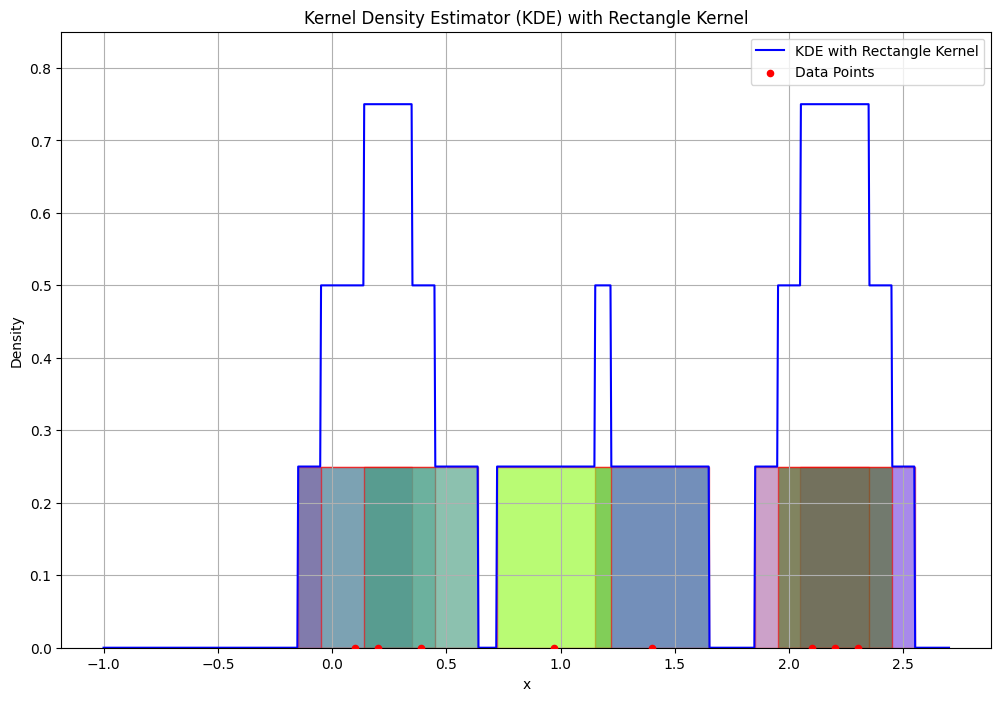 Kernel Density Estimator (KDE) with Rectangle Kernel
KDE with Rectangle Kernel
Data Points
0.8
0.7
0.6
0.5
0.4
0.3
0.2
0.1
0.0
Density
−1.0 −0.5 0.0 0.5 1.0 1.5 2.0 2.5
x